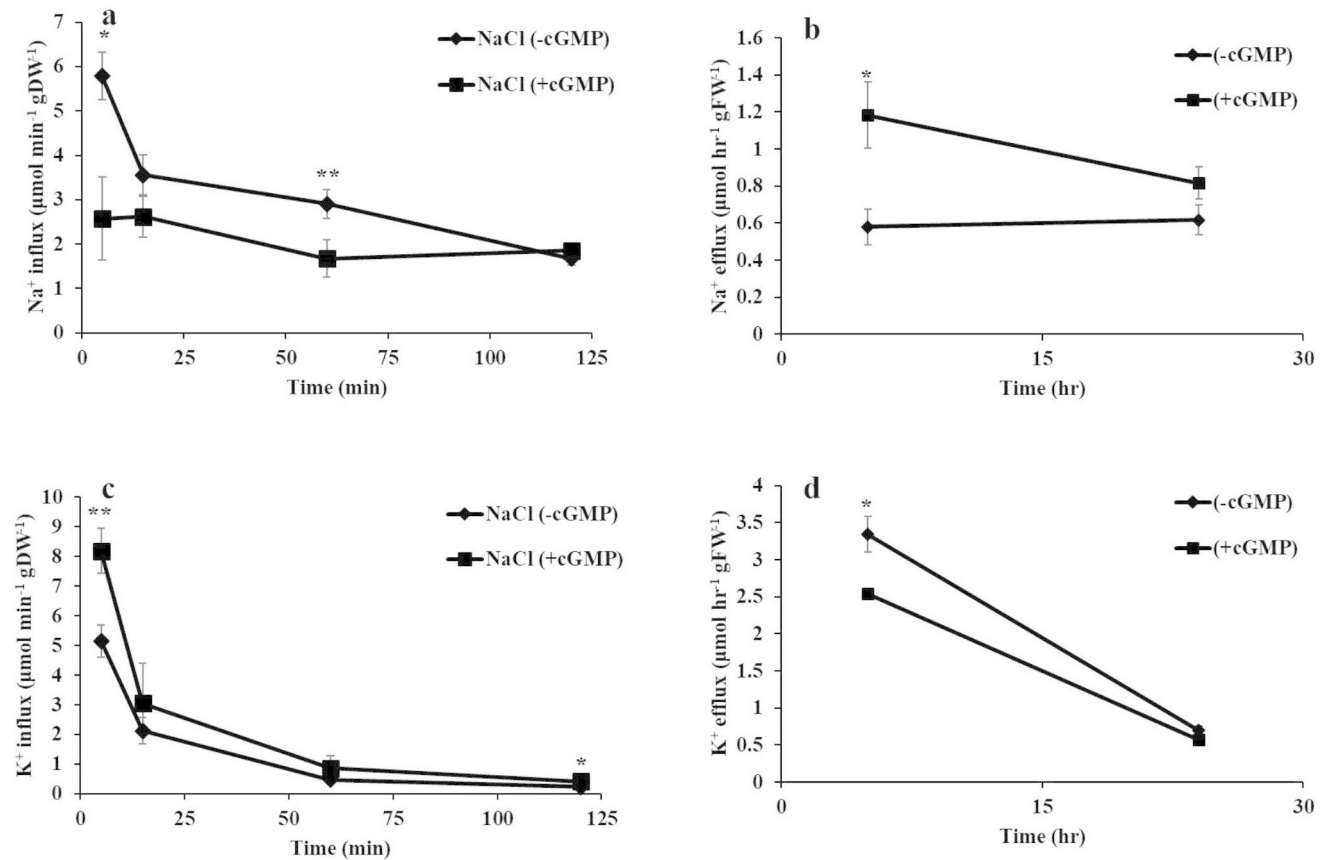 a
NaCl (-cGMP)
NaCl (+cGMP)
Na⁺ influx (µmol min⁻¹ gDW⁻¹)
7
6
5
4
3
2
1
0
*
**
0 25 50 75 100 125
Time (min)
b
(-cGMP)
(+cGMP)
Na⁺ efflux (µmol hr⁻¹ gFW⁻¹)
1.6
1.4
1.2
1
0.8
0.6
0.4
0.2
0
*
0 15 30
Time (hr)
c
NaCl (-cGMP)
NaCl (+cGMP)
K⁺ influx (µmol min⁻¹ gDW⁻¹)
10
9
8
7
6
5
4
3
2
1
0
**
*
0 25 50 75 100 125
Time (min)
d
(-cGMP)
(+cGMP)
K⁺ efflux (µmol hr⁻¹ gFW⁻¹)
4
3.5
3
2.5
2
1.5
1
0.5
0
*
0 15 30
Time (hr)